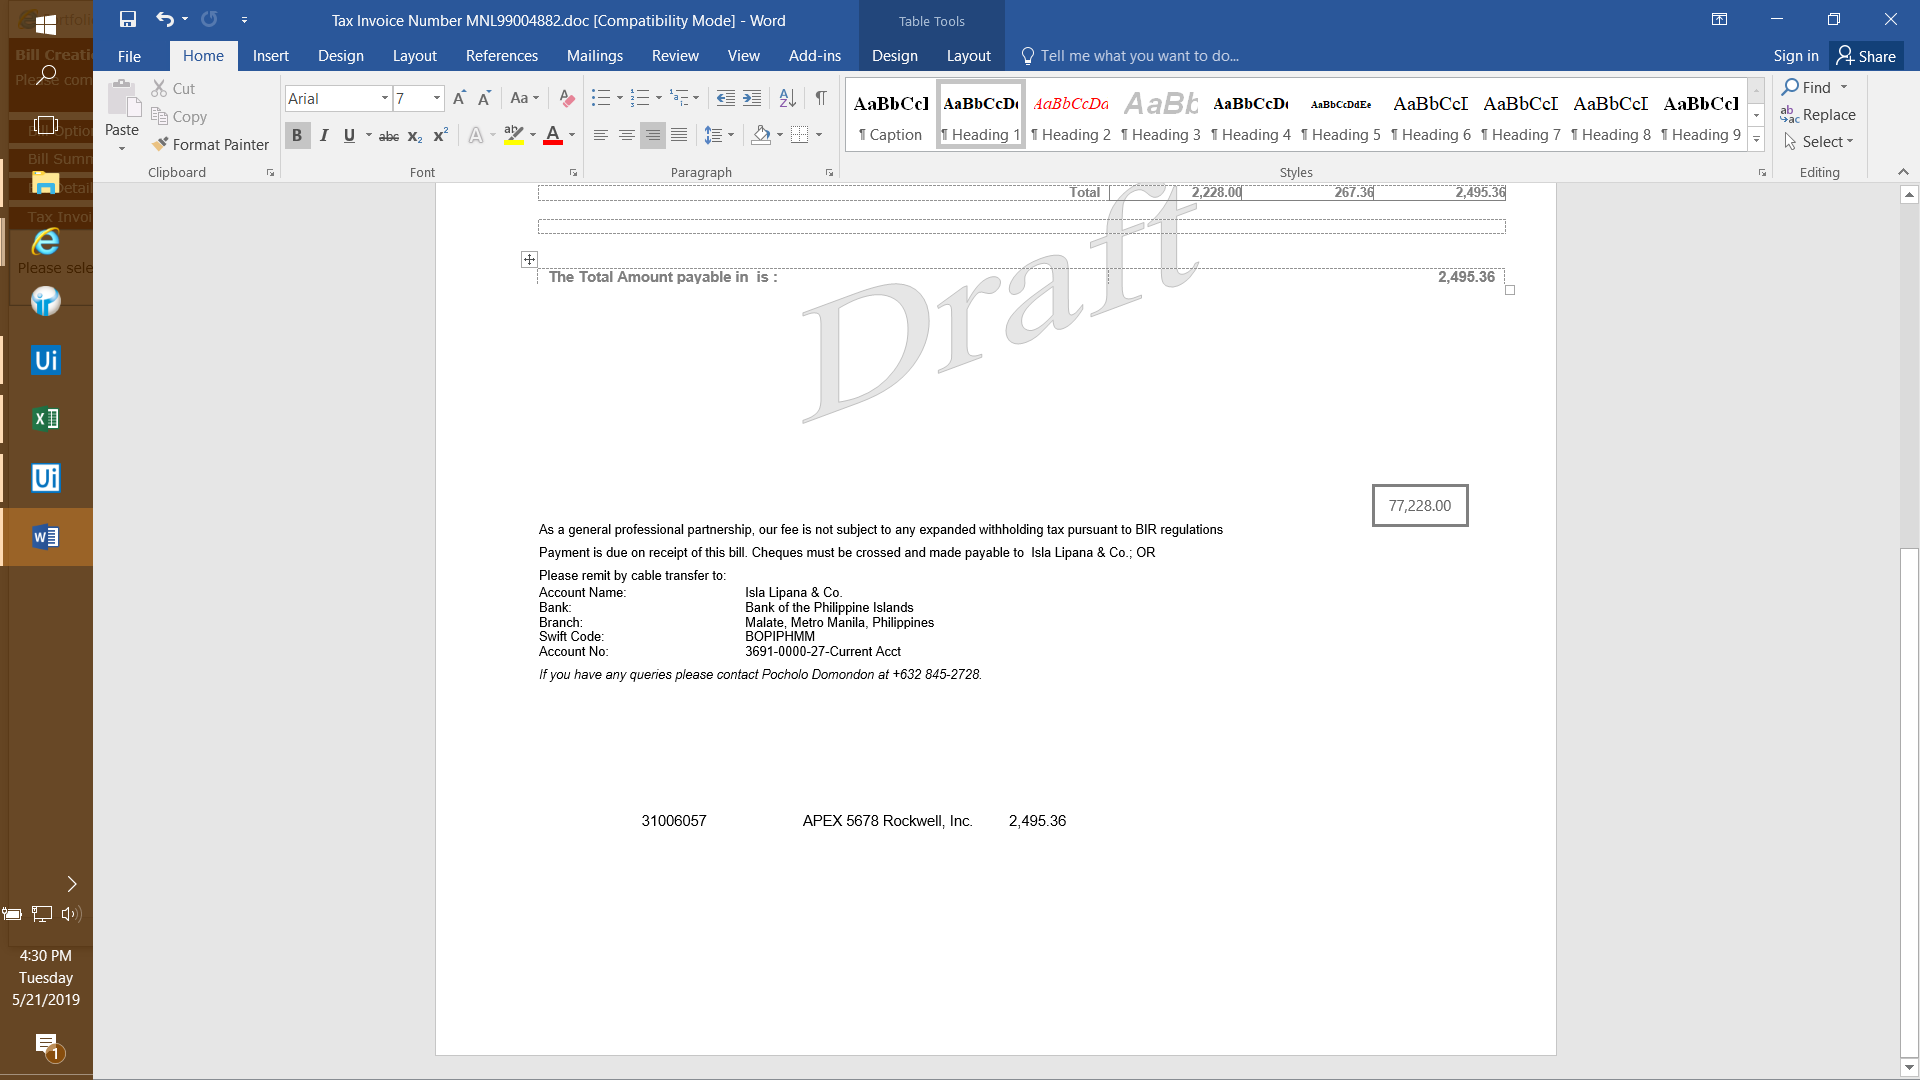 Tax Invoice Number MNL99004882.doc [Compatibility Mode] - Word
Table Tools
File Home Insert Design Layout References Mailings Review View Add-ins Design Layout Tell me what you want to do... Sign in Share
Cut
Copy
Format Painter
Paste
Clipboard
Arial 7
Font
Paragraph
AaBbCcI AaBbCcDc AaBbCcDc AaBb AaBbCcDc AaBbCcDdEe AaBbCcI AaBbCcI AaBbCcI AaBbCcI
¶ Caption ¶ Heading 1 ¶ Heading 2 ¶ Heading 3 ¶ Heading 4 ¶ Heading 5 ¶ Heading 6 ¶ Heading 7 ¶ Heading 8 ¶ Heading 9
Styles
Find
Replace
Select
Editing
Bill Creati
Please com
Bill Summ
Tax Invoi
Please sele
Total 2,228.00 267.36 2,495.36
The Total Amount payable in is : 2,495.36
Draft
77,228.00
As a general professional partnership, our fee is not subject to any expanded withholding tax pursuant to BIR regulations
Payment is due on receipt of this bill. Cheques must be crossed and made payable to Isla Lipana & Co.; OR
Please remit by cable transfer to:
Account Name: Isla Lipana & Co.
Bank: Bank of the Philippine Islands
Branch: Malate, Metro Manila, Philippines
Swift Code: BOPIPHMM
Account No: 3691-0000-27-Current Acct
If you have any queries please contact Pocholo Domondon at +632 845-2728.
31006057 APEX 5678 Rockwell, Inc. 2,495.36
4:30 PM
Tuesday
5/21/2019
1